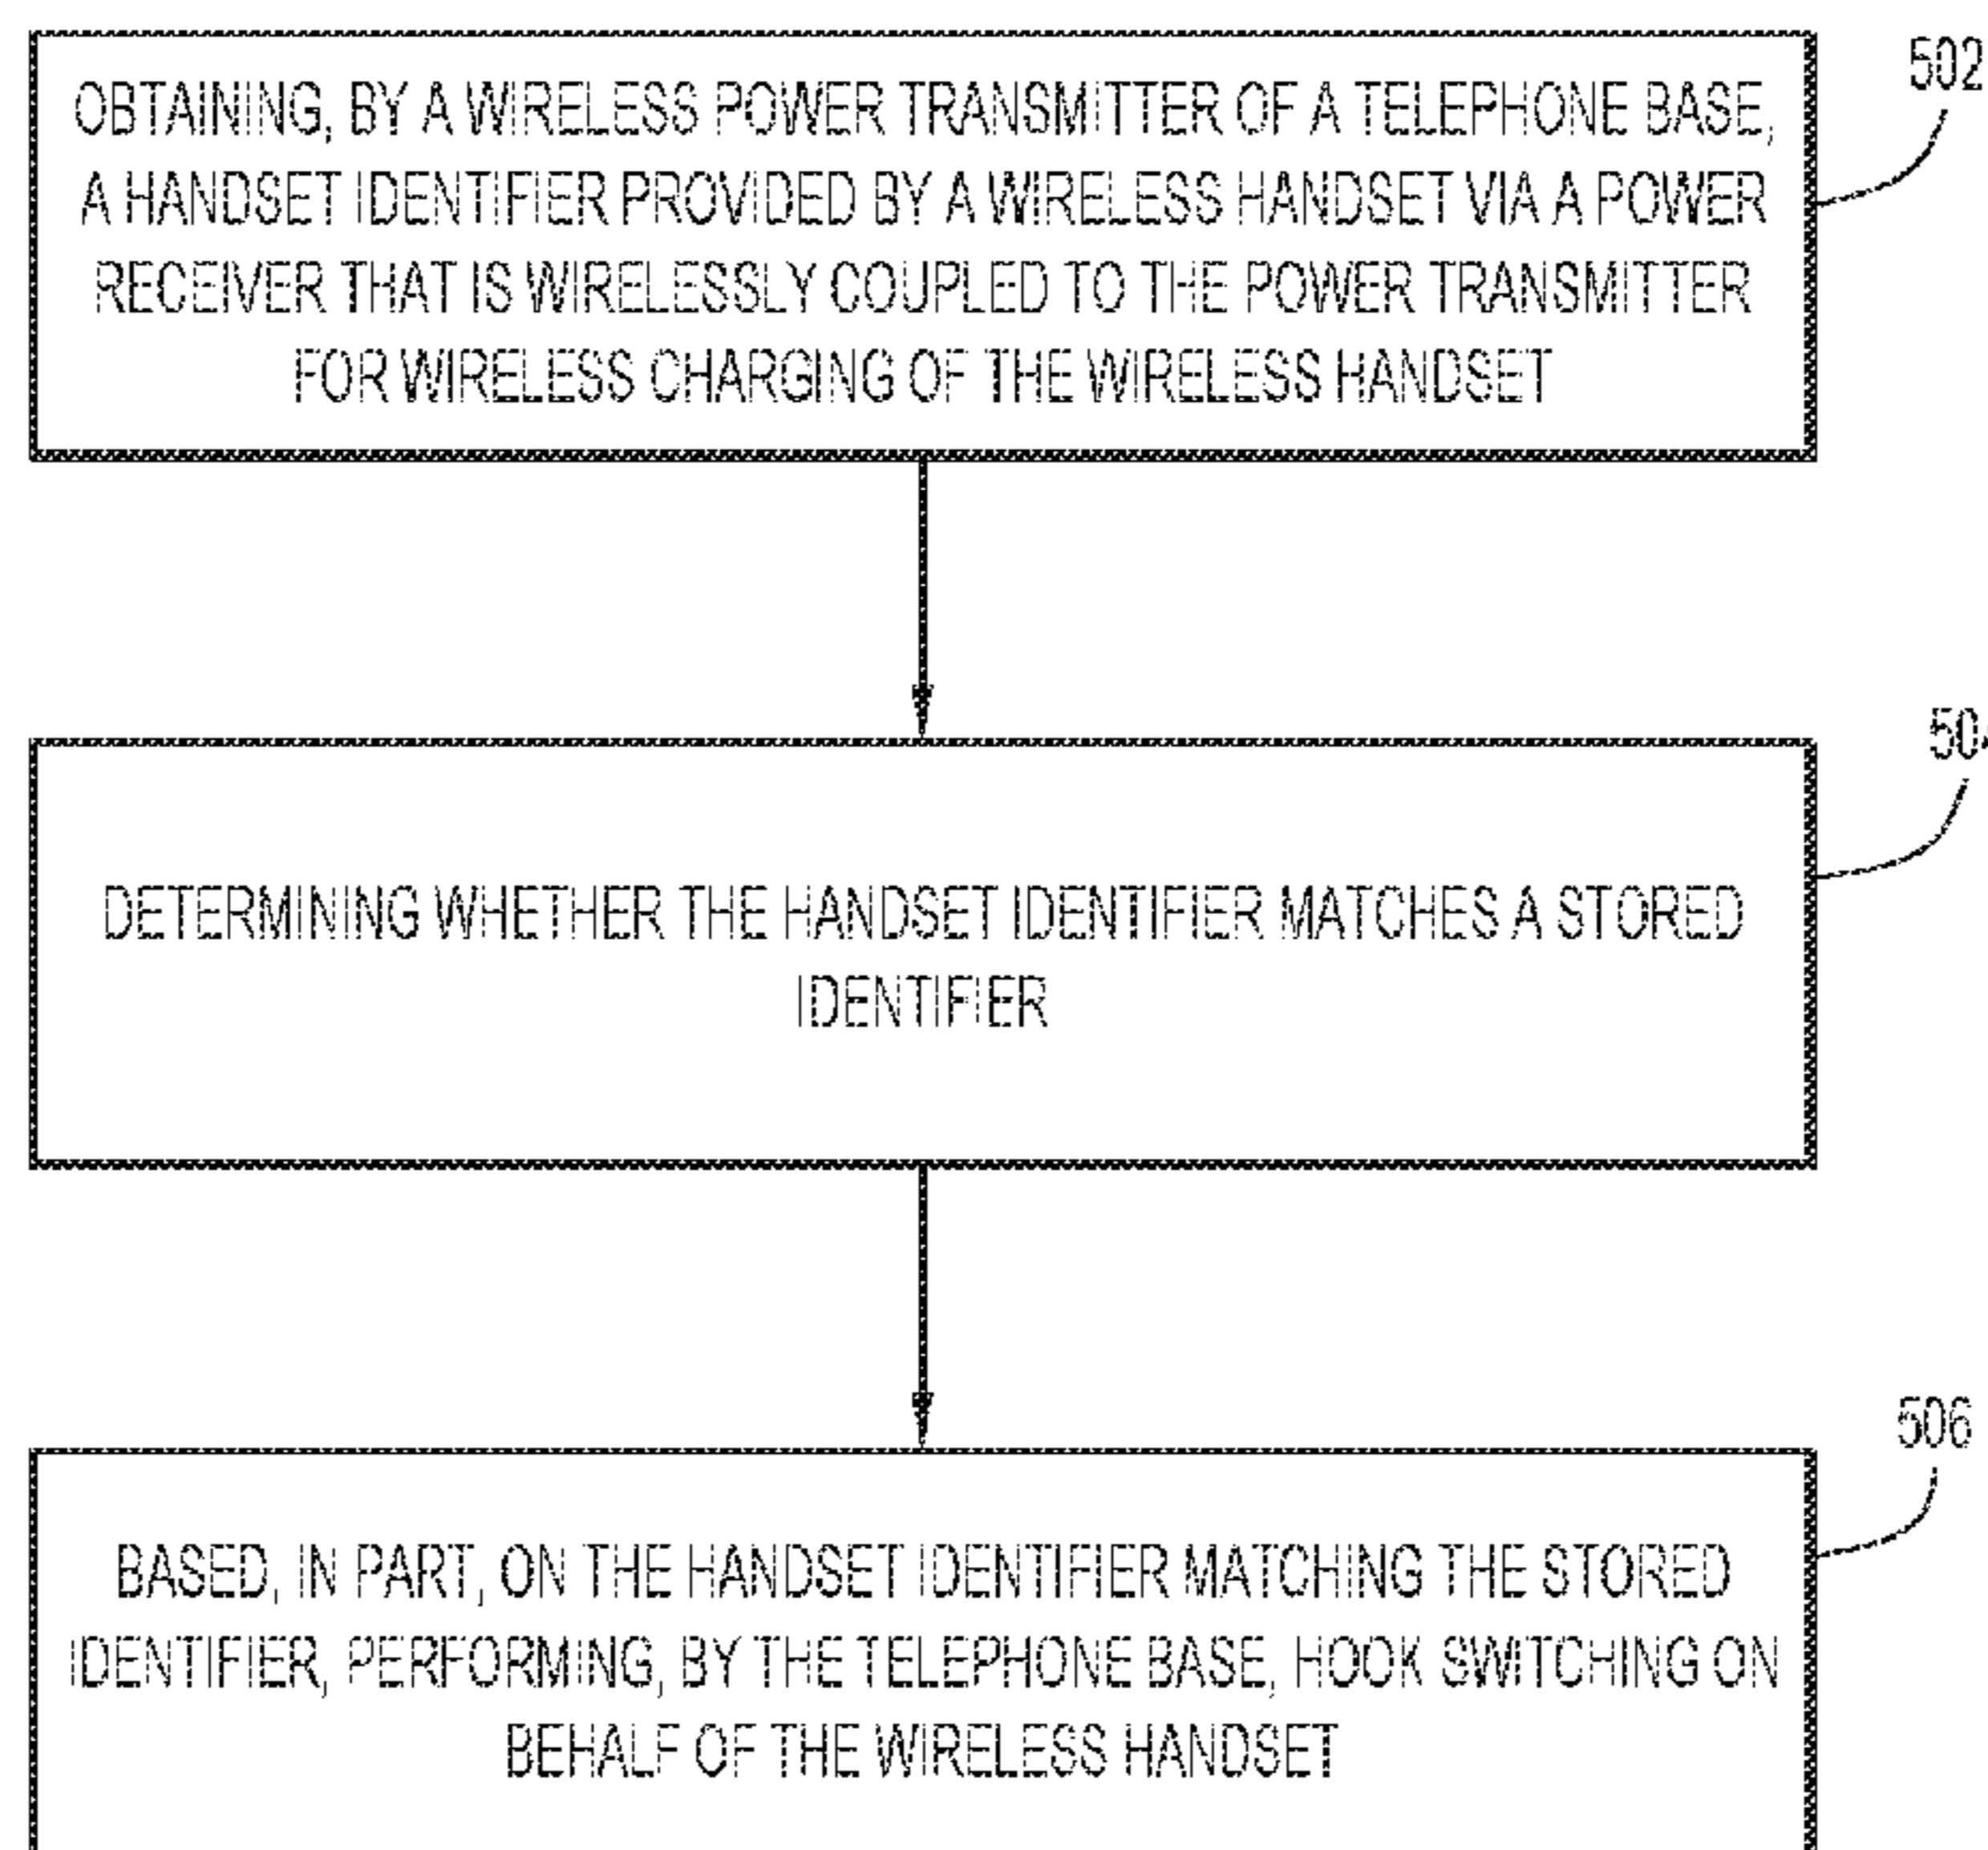 502
OBTAINING, BY A WIRELESS POWER TRANSMITTER OF A TELEPHONE BASE,
A HANDSET IDENTIFIER PROVIDED BY A WIRELESS HANDSET VIA A POWER
RECEIVER THAT IS WIRELESSLY COUPLED TO THE POWER TRANSMITTER
FOR WIRELESS CHARGING OF THE WIRELESS HANDSET
DETERMINING WHETHER THE HANDSET IDENTIFIER MATCHES A STORED
IDENTIFIER
506
BASED, IN PART, ON THE HANDSET IDENTIFIER MATCHING THE STORED
IDENTIFIER, PERFORMING, BY THE TELEPHONE BASE, HOOK SWITCHING ON
BEHALF OF THE WIRELESS HANDSET